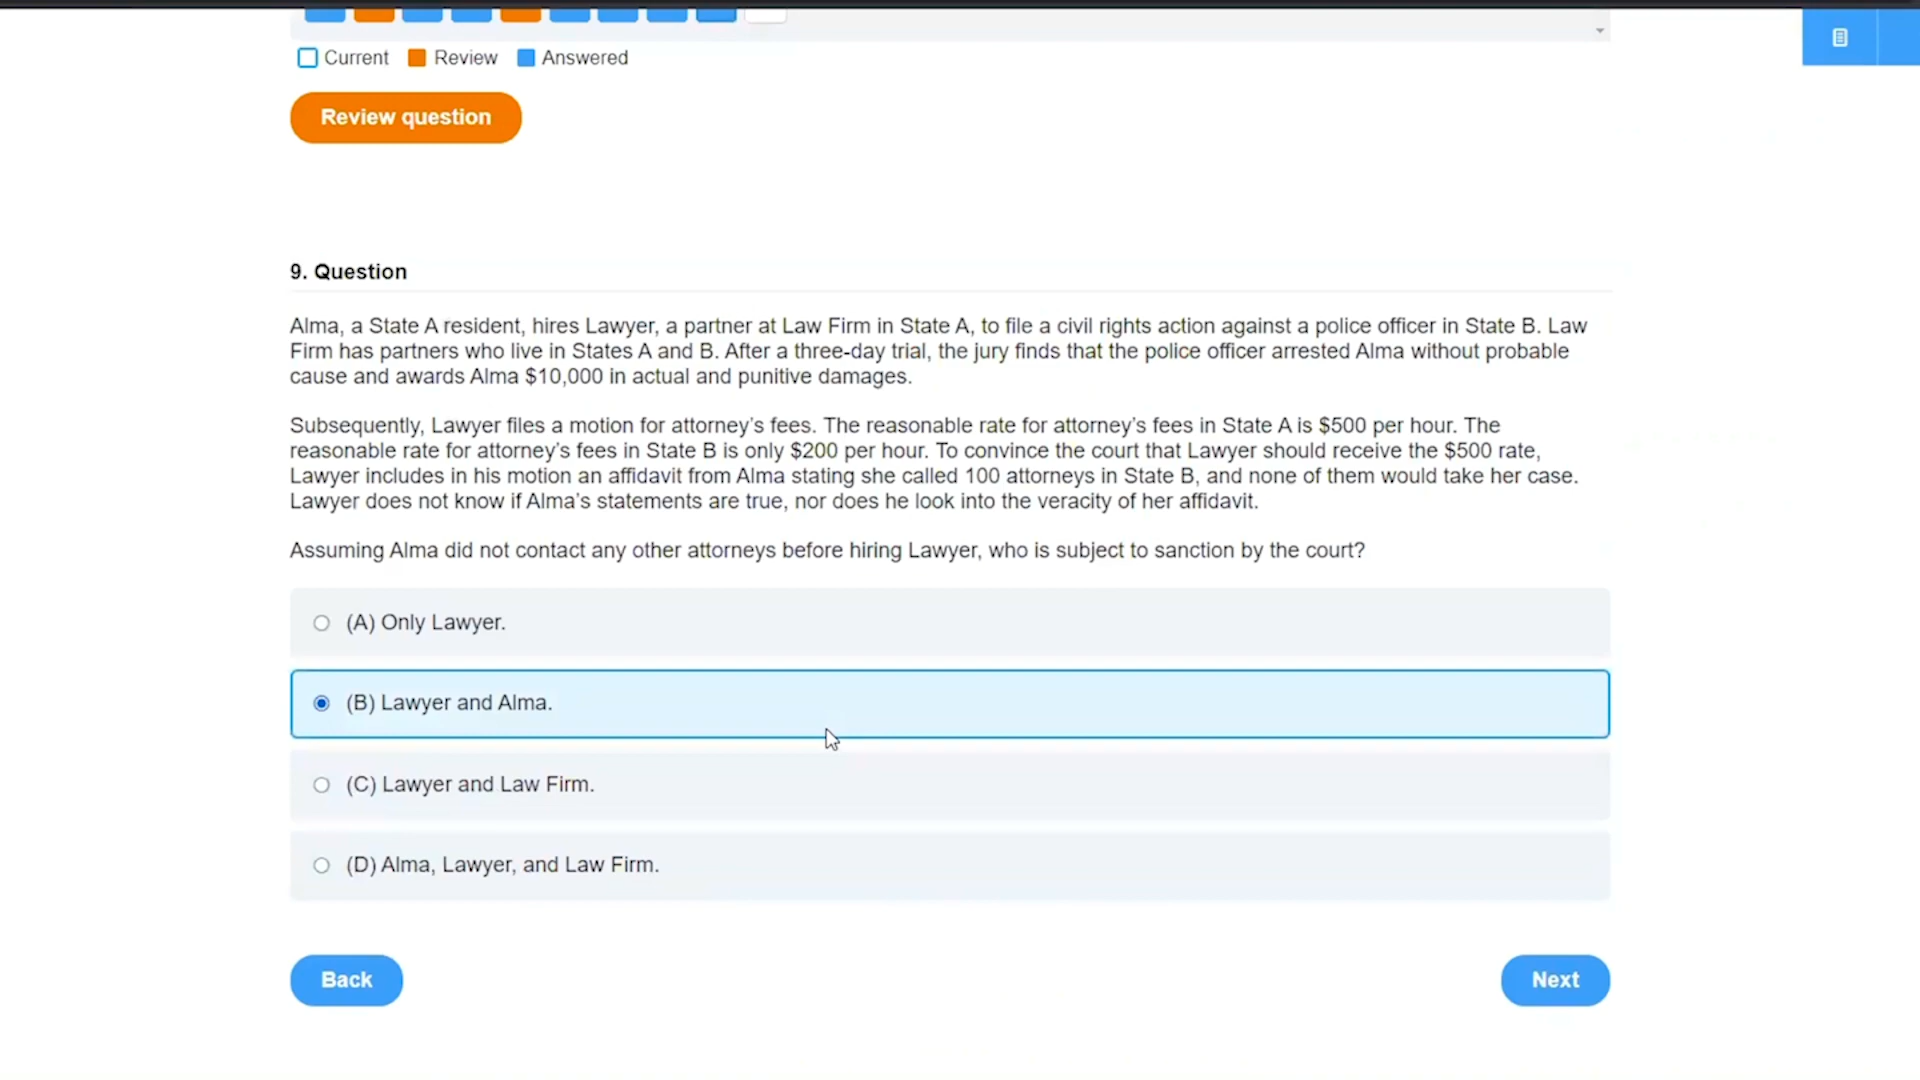 Current Review Answered
Review question
9. Question
Alma, a State A resident, hires Lawyer, a partner at Law Firm in State A, to file a civil rights action against a police officer in State B. Law
Firm has partners who live in States A and B. After a three-day trial, the jury finds that the police officer arrested Alma without probable
cause and awards Alma $10,000 in actual and punitive damages.
Subsequently, Lawyer files a motion for attorney’s fees. The reasonable rate for attorney’s fees in State A is $500 per hour. The
reasonable rate for attorney’s fees in State B is only $200 per hour. To convince the court that Lawyer should receive the $500 rate,
Lawyer includes in his motion an affidavit from Alma stating she called 100 attorneys in State B, and none of them would take her case.
Lawyer does not know if Alma’s statements are true, nor does he look into the veracity of her affidavit.
Assuming Alma did not contact any other attorneys before hiring Lawyer, who is subject to sanction by the court?
(A) Only Lawyer.
(B) Lawyer and Alma.
(C) Lawyer and Law Firm.
(D) Alma, Lawyer, and Law Firm.
Back Next